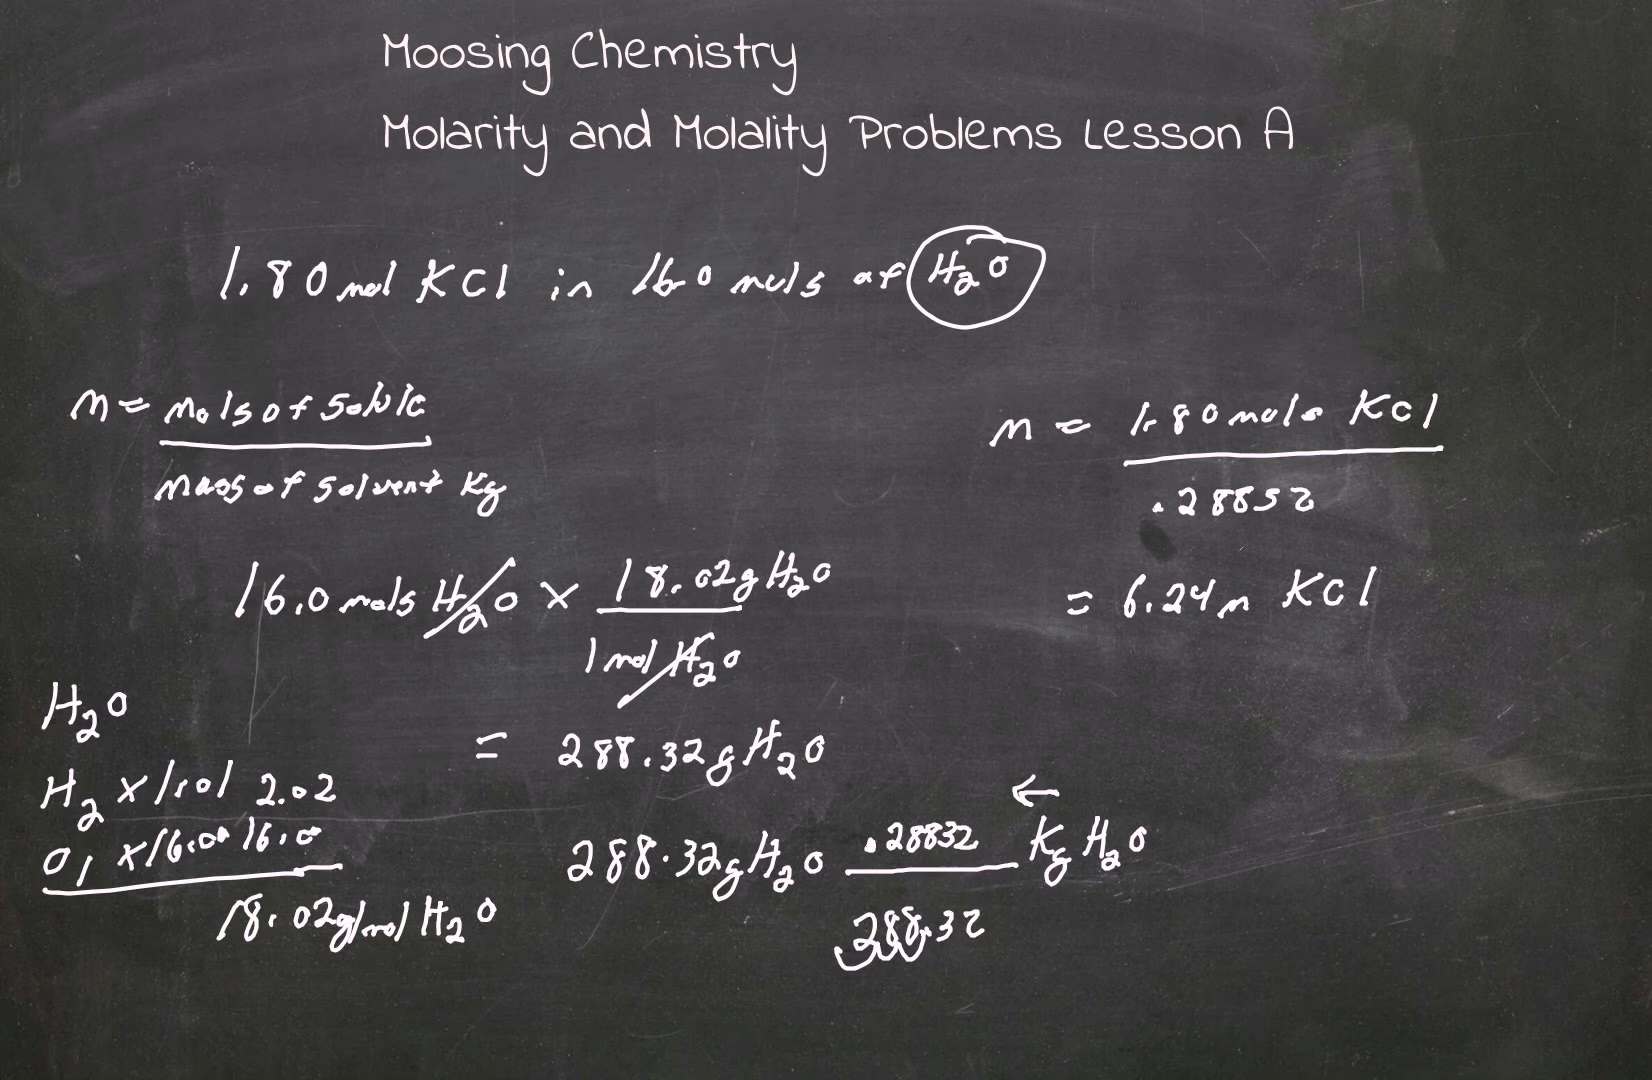 Moosing Chemistry
Molarity and Molality Problems Lesson A
1.80 mol KCl in 16.0 mols of H2O
m = mols of solute
mass of solvent Kg
m = 1.80 mols KCl
.28832
= 6.24 m KCl
16.0 mols H2O x 18.02g H2O
1 mol H2O
= 288.32g H2O
H2O
H2 x 1.01 2.02
O1 x 16.00 16.0
18.02g/mol H2O
288.32g H2O .28832 Kg H2O
288.32